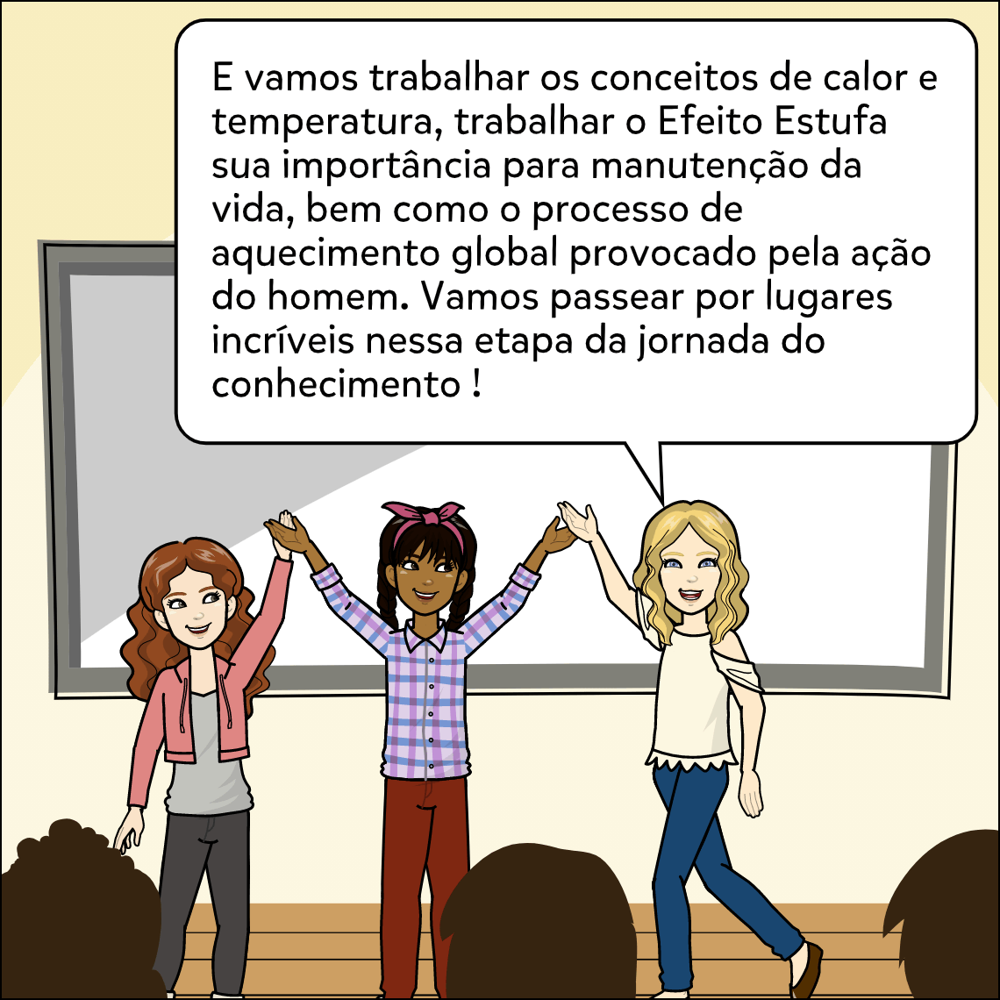 E vamos trabalhar os conceitos de calor e
temperatura, trabalhar o Efeito Estufa
sua importância para manutenção da
vida, bem como o processo de
aquecimento global provocado pela ação
do homem. Vamos passear por lugares
incríveis nessa etapa da jornada do
conhecimento !